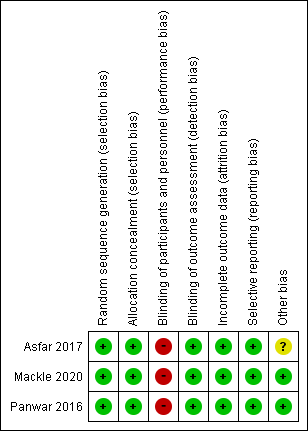 Random sequence generation (selection bias)
Allocation concealment (selection bias)
Blinding of participants and personnel (performance bias)
Blinding of outcome assessment (detection bias)
Incomplete outcome data (attrition bias)
Selective reporting (reporting bias)
Other bias
Asfar 2017 + + - + + + ?
Mackle 2020 + + - + + + +
Panwar 2016 + + - + + + +